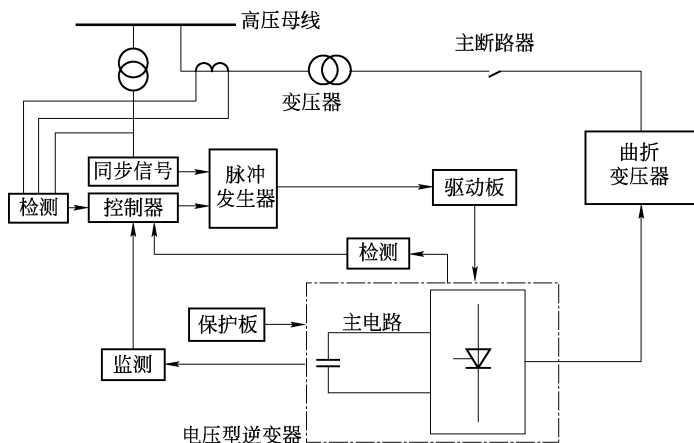 高压母线
主断路器
变压器
曲折
变压器
同步信号
脉冲
发生器
驱动板
检测
控制器
检测
保护板
主电路
监测
电压型逆变器